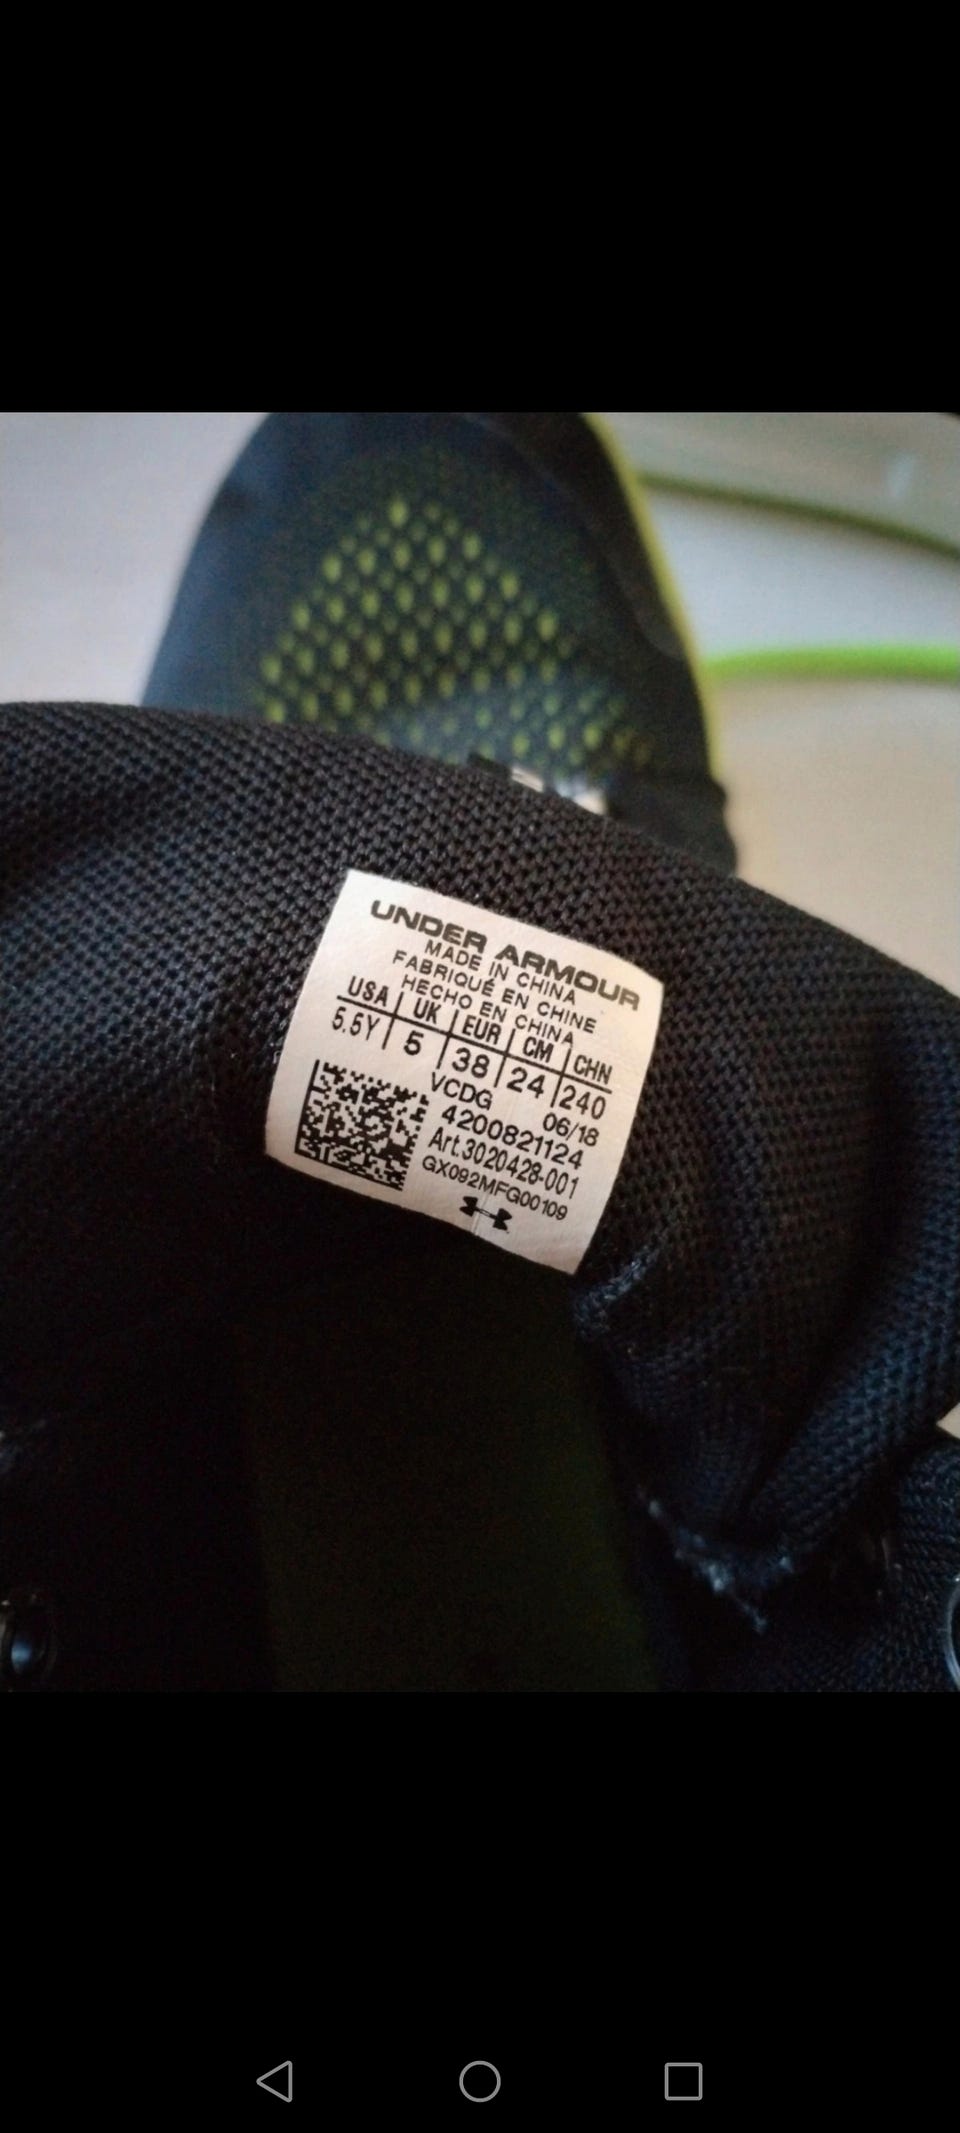 UNDER ARMOUR
MADE IN CHINA
FABRIQUÉ EN CHINE
HECHO EN CHINA
USA | UK | EUR | CM | CHN
5.5Y | 5 | 38 | 24 | 240
VCDG 06/18
4200821124
Art.3020428-001
GX092MFG00109